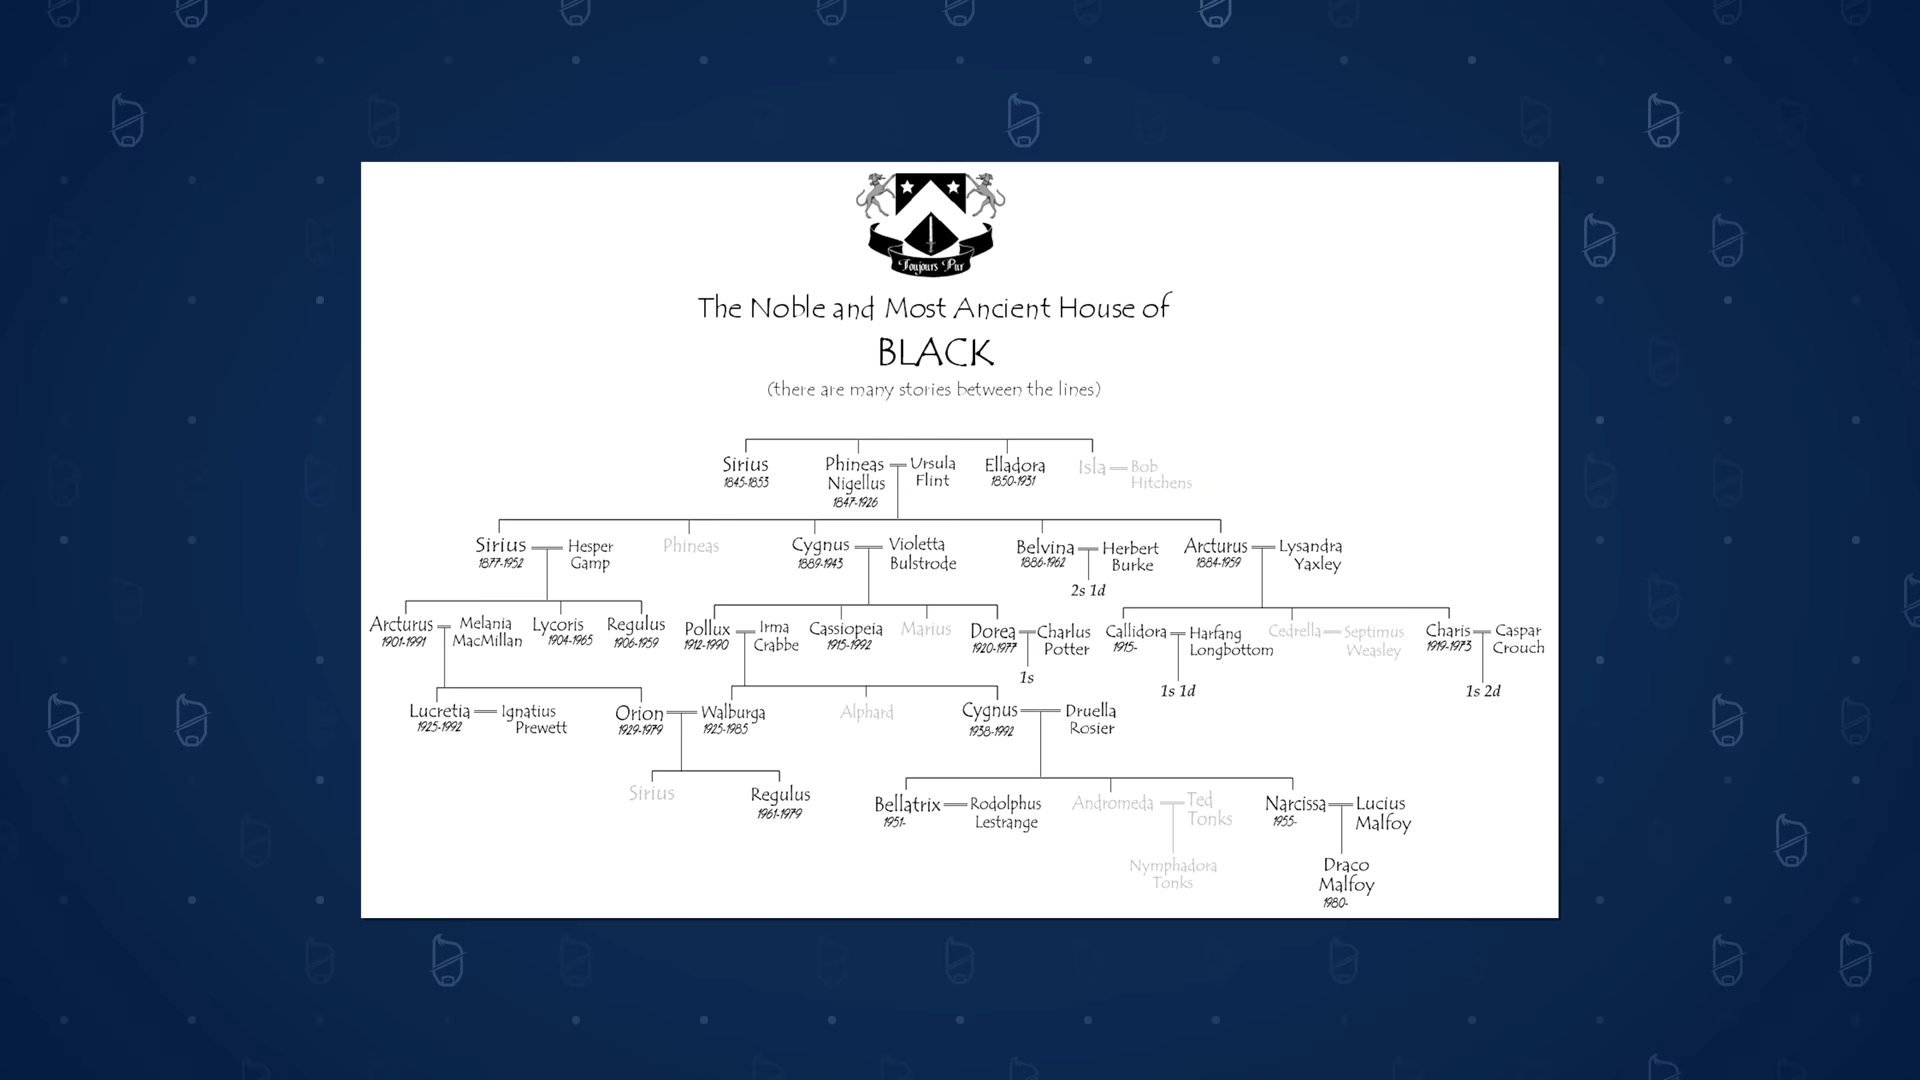 Toujours Pur
The Noble and Most Ancient House of
BLACK
(there are many stories between the lines)
Sirius
1845-1853
Phineas
Nigellus
1847-1926
Ursula
Flint
Elladora
1850-1931
Isla
Bob
Hitchens
Sirius
1877-1952
Hesper
Gamp
Phineas
Cygnus
1889-1943
Violetta
Bulstrode
Belvina
1886-1962
Herbert
Burke
2s 1d
Arcturus
1884-1959
Lysandra
Yaxley
Arcturus
1901-1991
Melania
MacMillan
Lycoris
1904-1965
Regulus
1906-1959
Pollux
1912-1990
Irma
Crabbe
Cassiopeia
1915-1992
Marius
Dorea
1920-1977
Charlus
Potter
1s
Callidora
1915-
Harfang
Longbottom
1s 1d
Cedrella
Septimus
Weasley
Charis
1919-1973
Caspar
Crouch
1s 2d
Lucretia
1925-1992
Ignatius
Prewett
Orion
1929-1979
Walburga
1925-1985
Alphard
Cygnus
1938-1992
Druella
Rosier
Sirius
Regulus
1961-1979
Bellatrix
1951-
Rodolphus
Lestrange
Andromeda
Ted
Tonks
Nymphadora
Tonks
Narcissa
1955-
Lucius
Malfoy
Draco
Malfoy
1980-